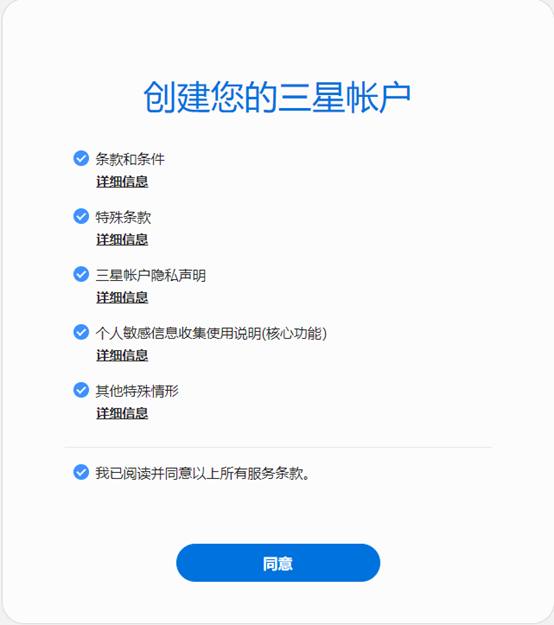 创建您的三星帐户
条款和条件
详细信息
特殊条款
详细信息
三星帐户隐私声明
详细信息
个人敏感信息收集使用说明(核心功能)
详细信息
其他特殊情形
详细信息
我已阅读并同意以上所有服务条款。
同意